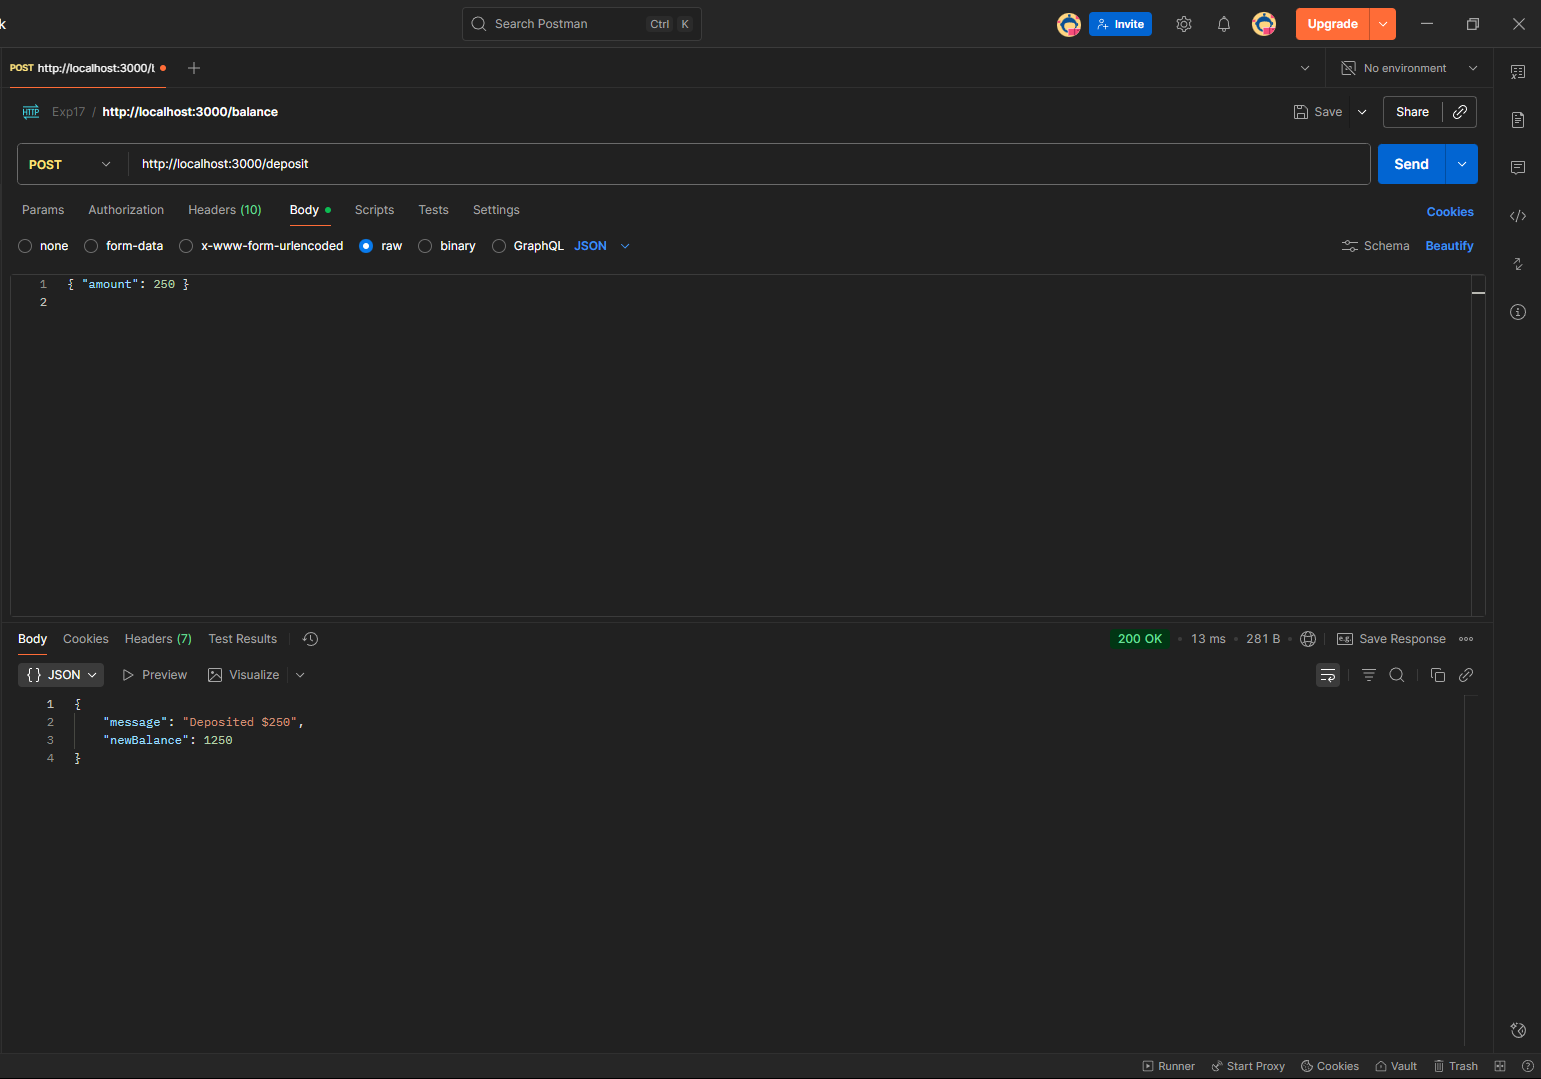 k
Search Postman Ctrl K
Invite
Upgrade
POST http://localhost:3000/l
No environment
HTTP Exp17 / http://localhost:3000/balance
Save
Share
POST http://localhost:3000/deposit
Send
Params Authorization Headers (10) Body Scripts Tests Settings
Cookies
none form-data x-www-form-urlencoded raw binary GraphQL JSON
Schema Beautify
1 { "amount": 250 }
2
Body Cookies Headers (7) Test Results
200 OK 13 ms 281 B e.g. Save Response
{} JSON Preview Visualize
1 {
2 "message": "Deposited $250",
3 "newBalance": 1250
4 }
Runner Start Proxy Cookies Vault Trash